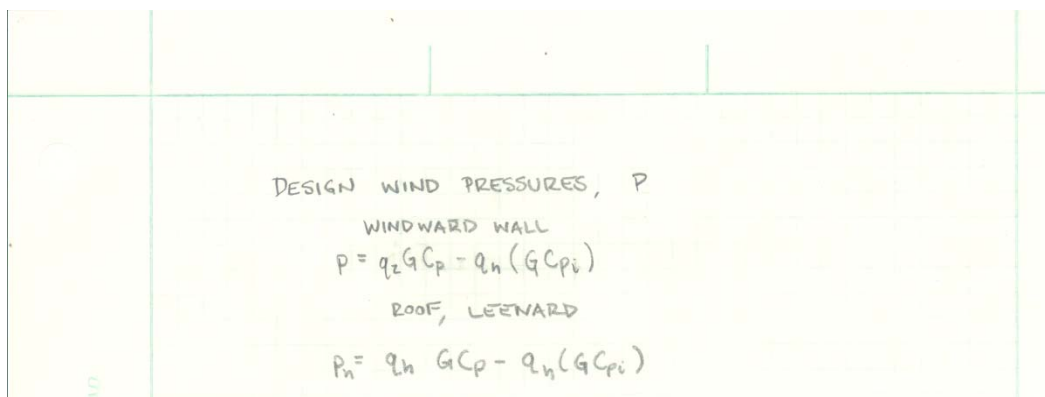 DESIGN WIND PRESSURES, P
WINDWARD WALL
P = qzGCp - qh(GCpi)
ROOF, LEEWARD
Ph = qh GCp - qh(GCpi)